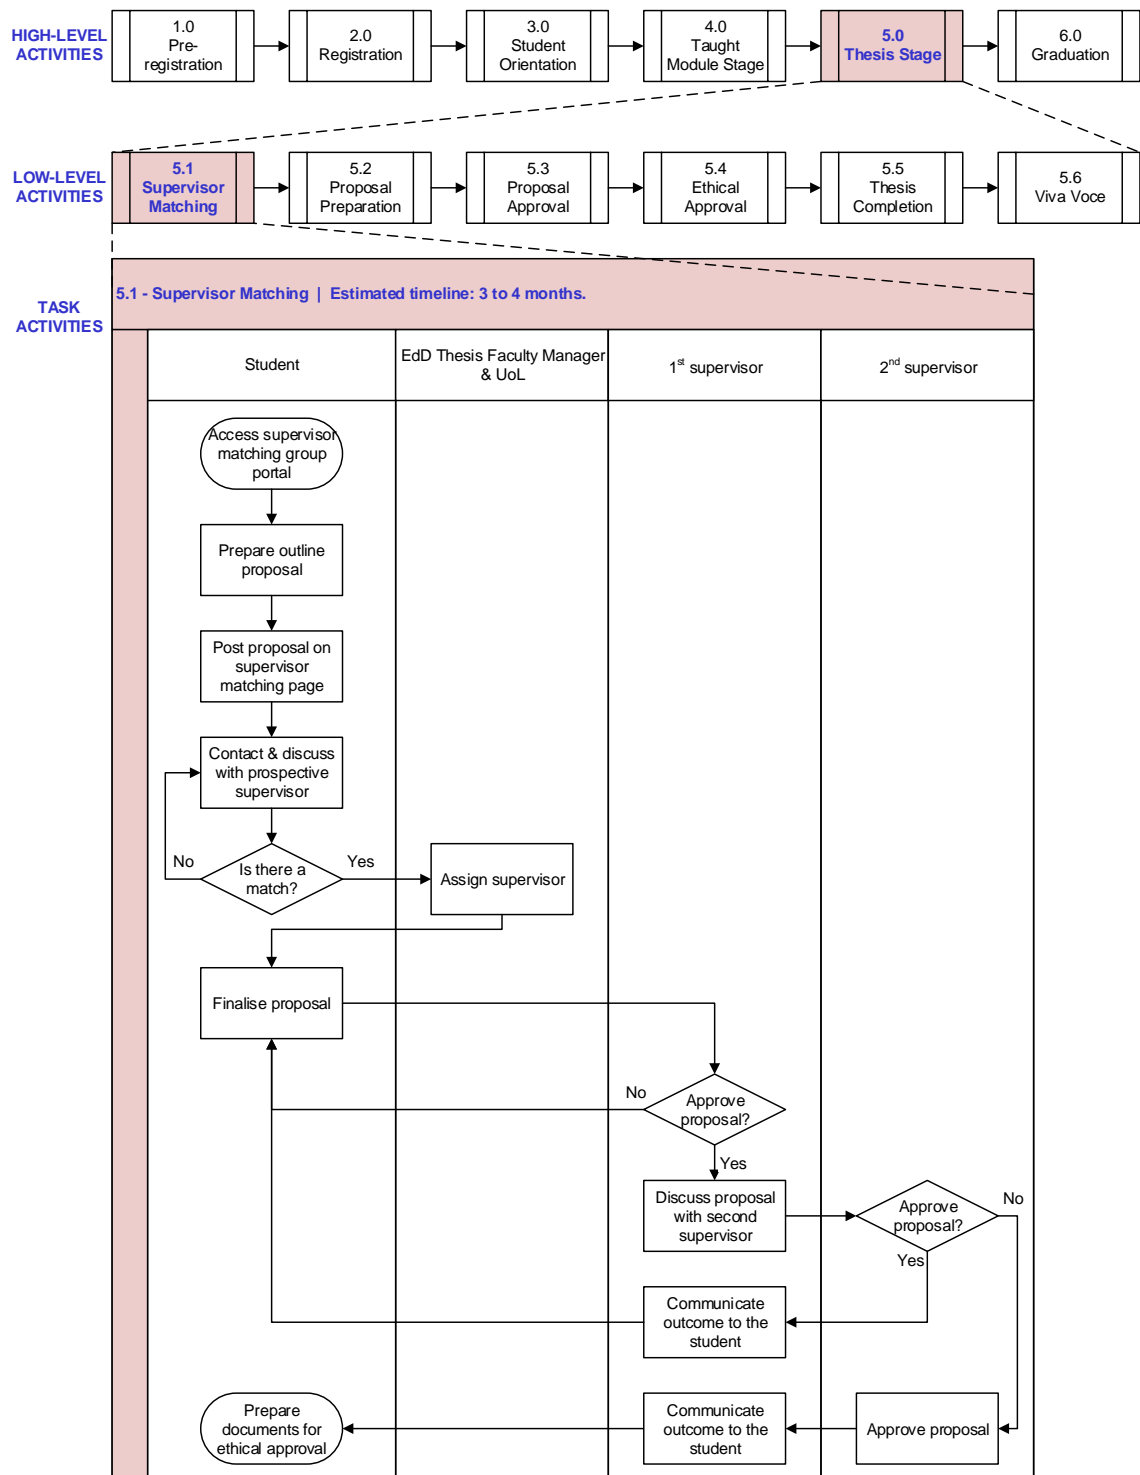 HIGH-LEVEL
ACTIVITIES
1.0
Pre-
registration
2.0
Registration
3.0
Student
Orientation
4.0
Taught
Module Stage
5.0
Thesis Stage
6.0
Graduation
LOW-LEVEL
ACTIVITIES
5.1
Supervisor
Matching
5.2
Proposal
Preparation
5.3
Proposal
Approval
5.4
Ethical
Approval
5.5
Thesis
Completion
5.6
Viva Voce
TASK
ACTIVITIES
5.1 - Supervisor Matching | Estimated timeline: 3 to 4 months.
Student
EdD Thesis Faculty Manager
& UoL
1st supervisor
2nd supervisor
Access supervisor
matching group
portal
Prepare outline
proposal
Post proposal on
supervisor
matching page
Contact & discuss
with prospective
supervisor
No
Is there a
match?
Yes
Assign supervisor
Finalise proposal
No
Approve
proposal?
Yes
Discuss proposal
with second
supervisor
Approve
proposal?
No
Yes
Communicate
outcome to the
student
Prepare
documents for
ethical approval
Communicate
outcome to the
student
Approve proposal